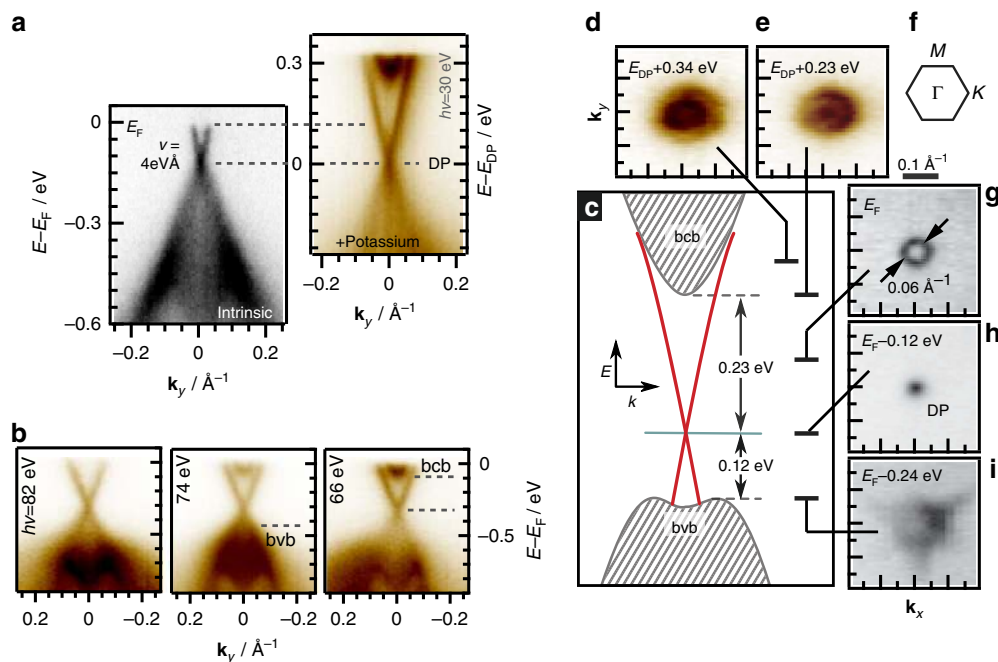 a
0
E_F
v =
4eVÅ
−0.3
−0.6
E−E_F / eV
Intrinsic
−0.2
0
0.2
k_y / Å⁻¹
0.3
0
hν=30 eV
DP
E−E_DP / eV
+Potassium
−0.2
0
0.2
k_y / Å⁻¹
b
hν=82 eV
74 eV
bvb
66 eV
bcb
0
−0.5
E−E_F / eV
0.2
0
−0.2
0.2
0
−0.2
0.2
0
−0.2
k_y / Å⁻¹
c
bcb
0.23 eV
E
k
0.12 eV
bvb
d
E_DP+0.34 eV
k_y
e
E_DP+0.23 eV
f
M
Γ
K
0.1 Å⁻¹
g
E_F
0.06 Å⁻¹
h
E_F−0.12 eV
DP
i
E_F−0.24 eV
k_x